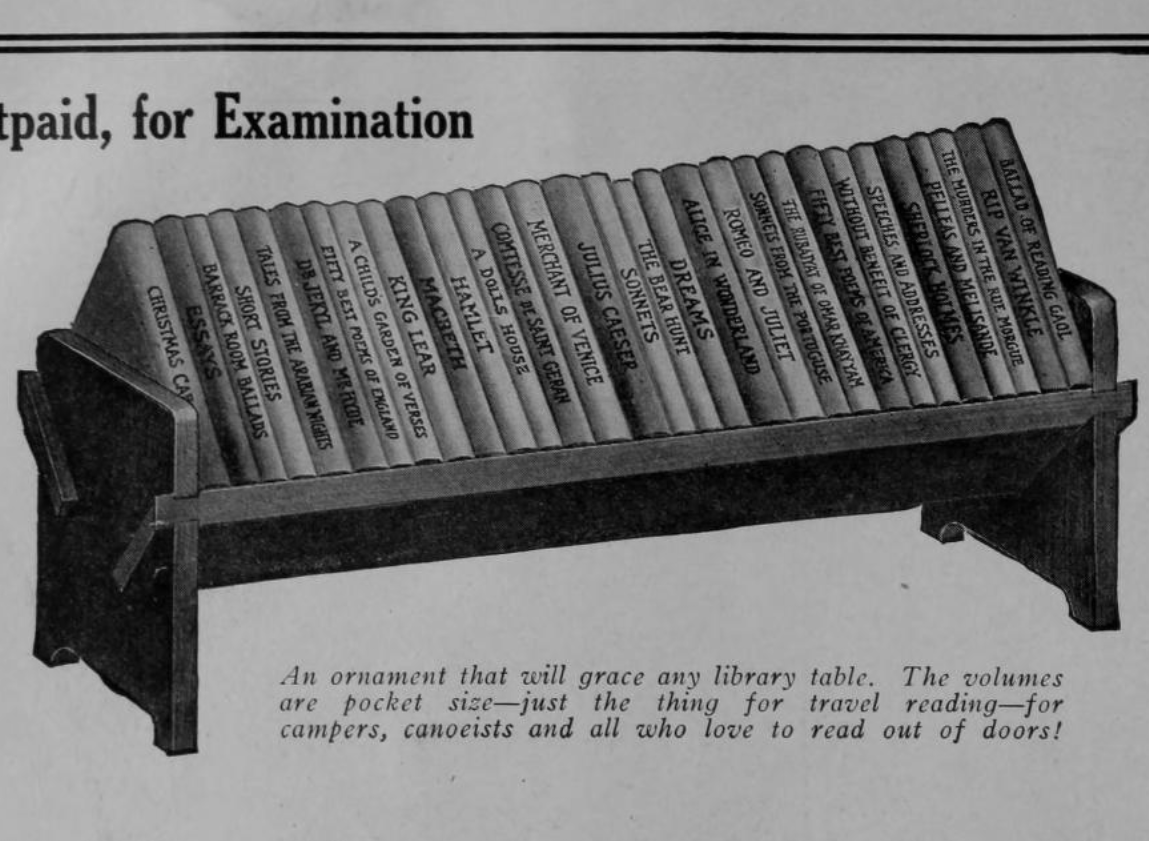 tpaid, for Examination
CHRISTMAS CAR
ESSAYS
BARRACK ROOM BALLADS
SHORT STORIES
TALES FROM THE ARABIAN NIGHTS
DR JEKYL AND MR HYDE
FIFTY BEST POEMS OF ENGLAND
A CHILD'S GARDEN OF VERSES
KING LEAR
MACBETH
HAMLET
A DOLLS HOUSE
COMTESSE DE SAINT GERAN
MERCHANT OF VENICE
JULIUS CAESER
SONNETS
THE BEAR HUNT
DREAMS
ALICE IN WONDERLAND
ROMEO AND JULIET
SONNETS FROM THE PORTUGUSE
THE RUBAIYAT OF OMAR KHAYYAM
FIFTY BEST POEMS OF AMERICA
WITHOUT BENEFIT OF CLERGY
SPEECHES AND ADDRESSES
SHERLOCK HOLMES
PELLEAS AND MELISANDE
THE MURDERS IN THE RUE MORGUE
RIP VAN WINKLE
BALLAD OF READING GAOL
An ornament that will grace any library table. The volumes
are pocket size—just the thing for travel reading—for
campers, canoeists and all who love to read out of doors!